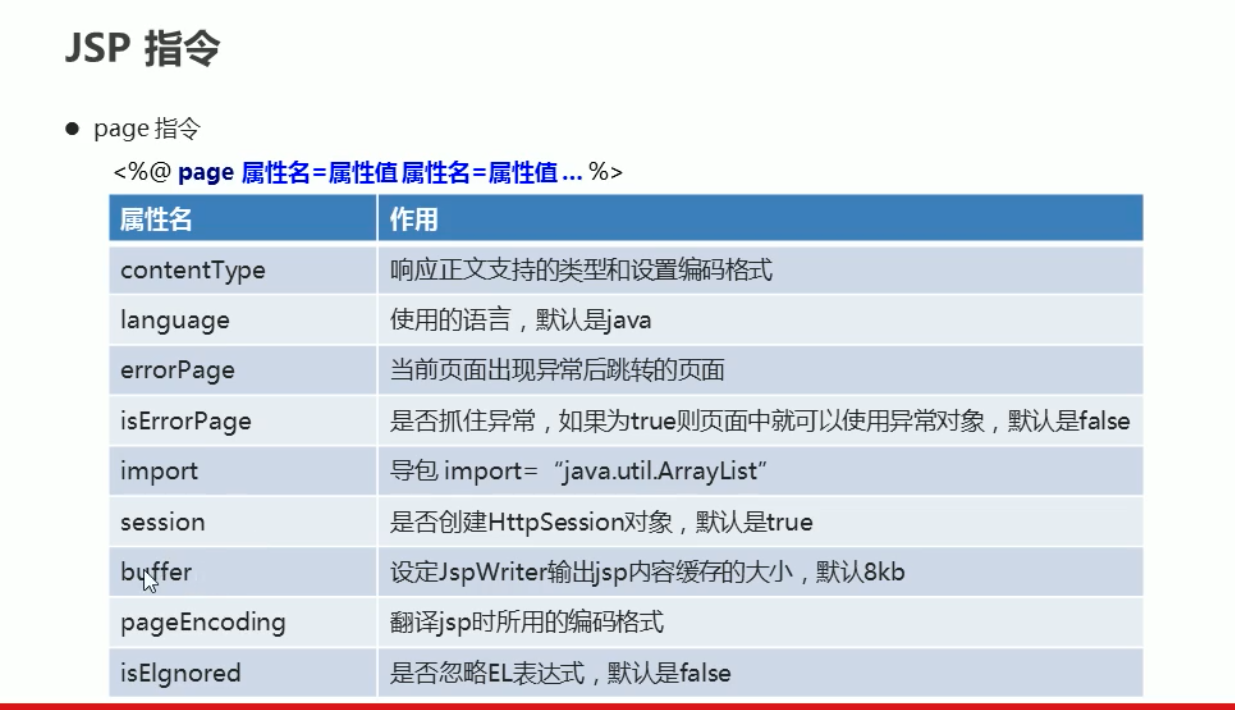 JSP 指令
● page 指令
<%@ page 属性名=属性值 属性名=属性值 ... %>
属性名 作用
contentType 响应正文支持的类型和设置编码格式
language 使用的语言，默认是java
errorPage 当前页面出现异常后跳转的页面
isErrorPage 是否抓住异常，如果为true则页面中就可以使用异常对象，默认是false
import 导包 import=“java.util.ArrayList”
session 是否创建HttpSession对象，默认是true
buffer 设定JspWriter输出jsp内容缓存的大小，默认8kb
pageEncoding 翻译jsp时所用的编码格式
isElgnored 是否忽略EL表达式，默认是false